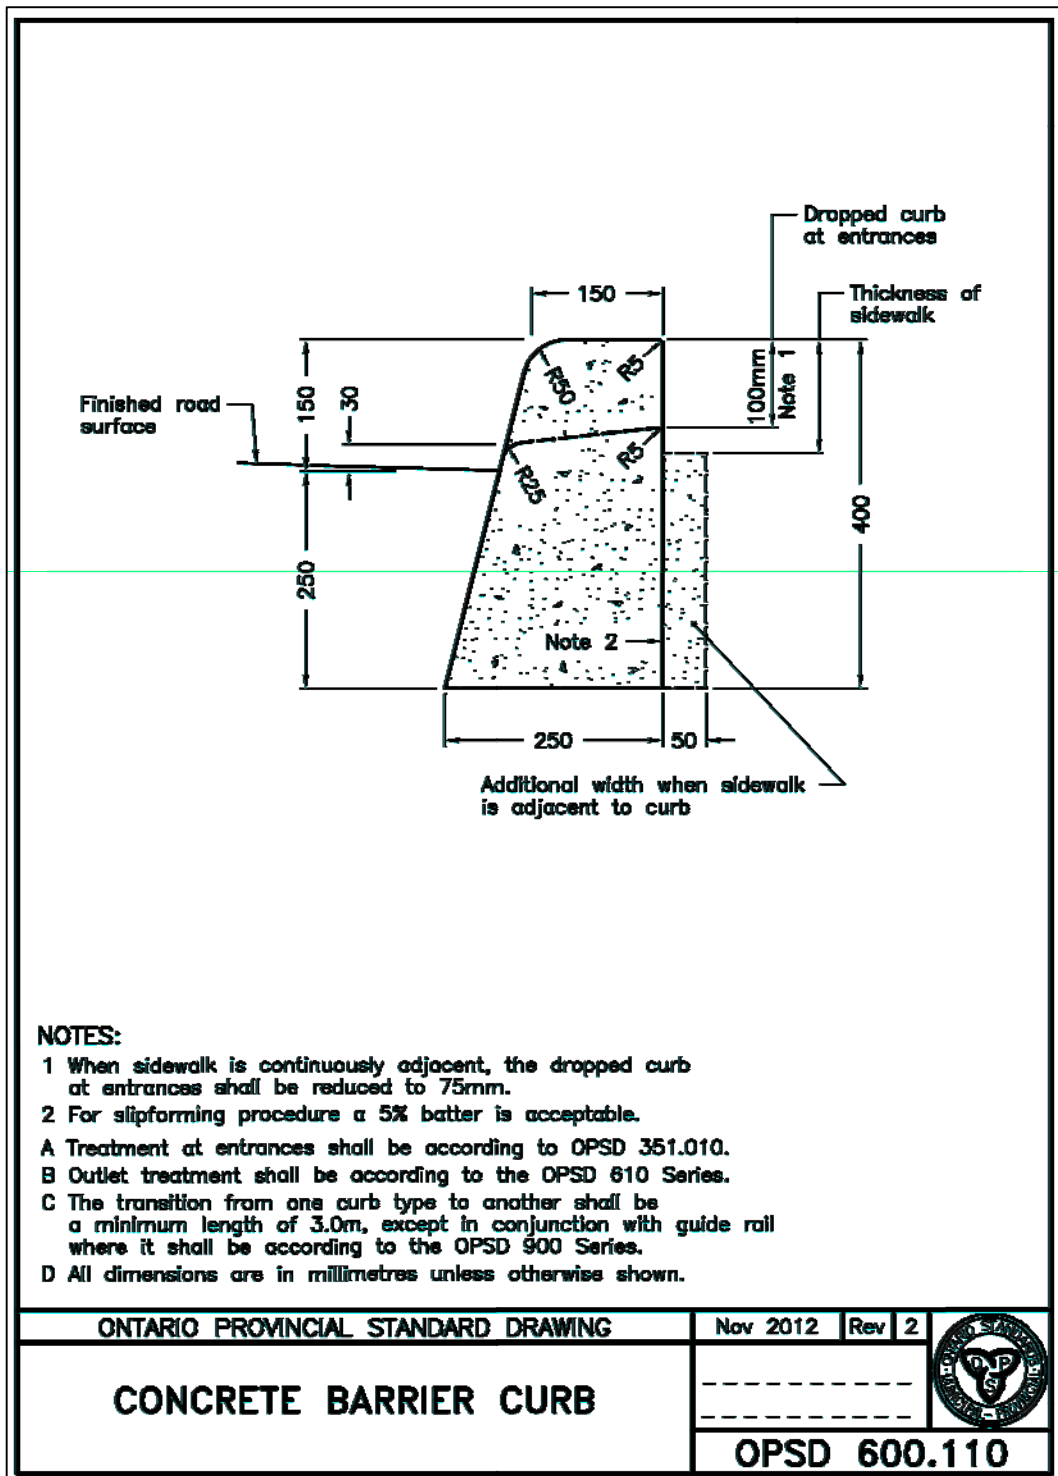 Dropped curb
at entrances
150
Thickness of
sidewalk
Finished road
surface
150
30
R50
R5
100mm
Note 1
R25
R5
250
400
Note 2
250
50
Additional width when sidewalk
is adjacent to curb
NOTES:
1 When sidewalk is continuously adjacent, the dropped curb
at entrances shall be reduced to 75mm.
2 For slipforming procedure a 5% batter is acceptable.
A Treatment at entrances shall be according to OPSD 351.010.
B Outlet treatment shall be according to the OPSD 610 Series.
C The transition from one curb type to another shall be
a minimum length of 3.0m, except in conjunction with guide rail
where it shall be according to the OPSD 900 Series.
D All dimensions are in millimetres unless otherwise shown.
ONTARIO PROVINCIAL STANDARD DRAWING
Nov 2012
Rev 2
CONCRETE BARRIER CURB
OPSD 600.110
ONTARIO STANDARDS
O P
S